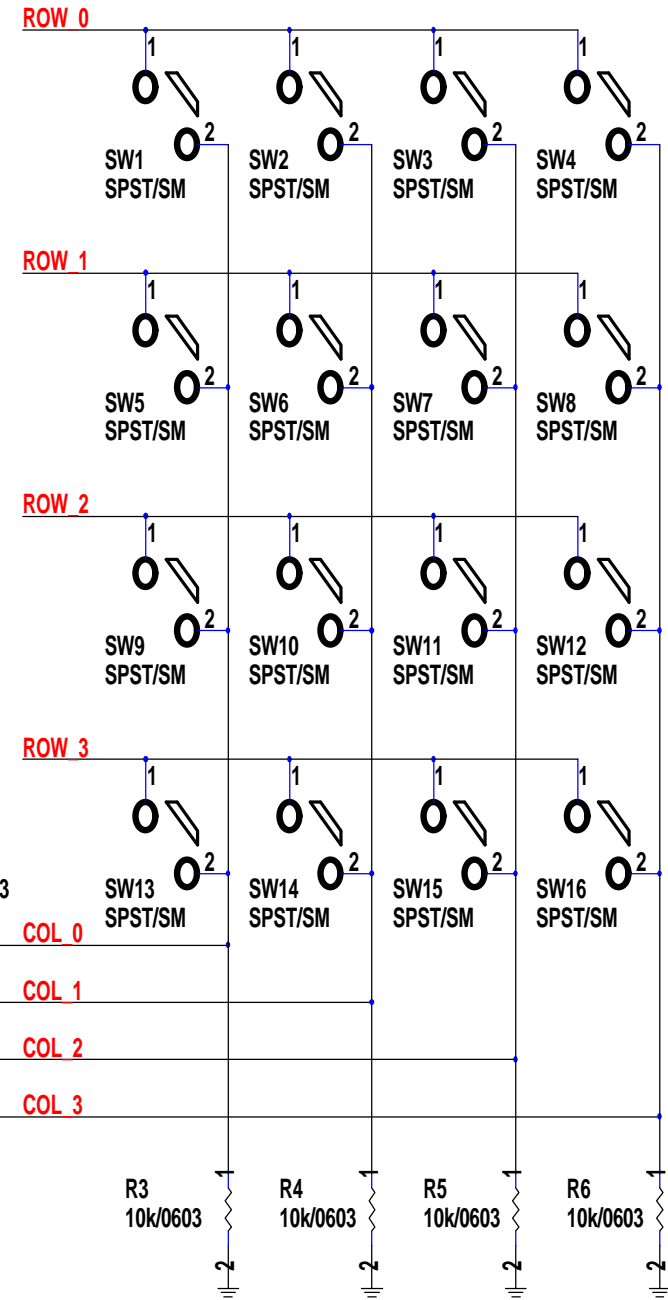 ROW_0
1 1 1 1
2 2 2 2
SW1 SW2 SW3 SW4
SPST/SM SPST/SM SPST/SM SPST/SM
ROW_1
1 1 1 1
2 2 2 2
SW5 SW6 SW7 SW8
SPST/SM SPST/SM SPST/SM SPST/SM
ROW_2
1 1 1 1
2 2 2 2
SW9 SW10 SW11 SW12
SPST/SM SPST/SM SPST/SM SPST/SM
ROW_3
1 1 1 1
2 2 2 2
3 SW13 SW14 SW15 SW16
SPST/SM SPST/SM SPST/SM SPST/SM
COL_0
COL_1
COL_2
COL_3
1 1 1 1
R3 R4 R5 R6
10k/0603 10k/0603 10k/0603 10k/0603
2 2 2 2